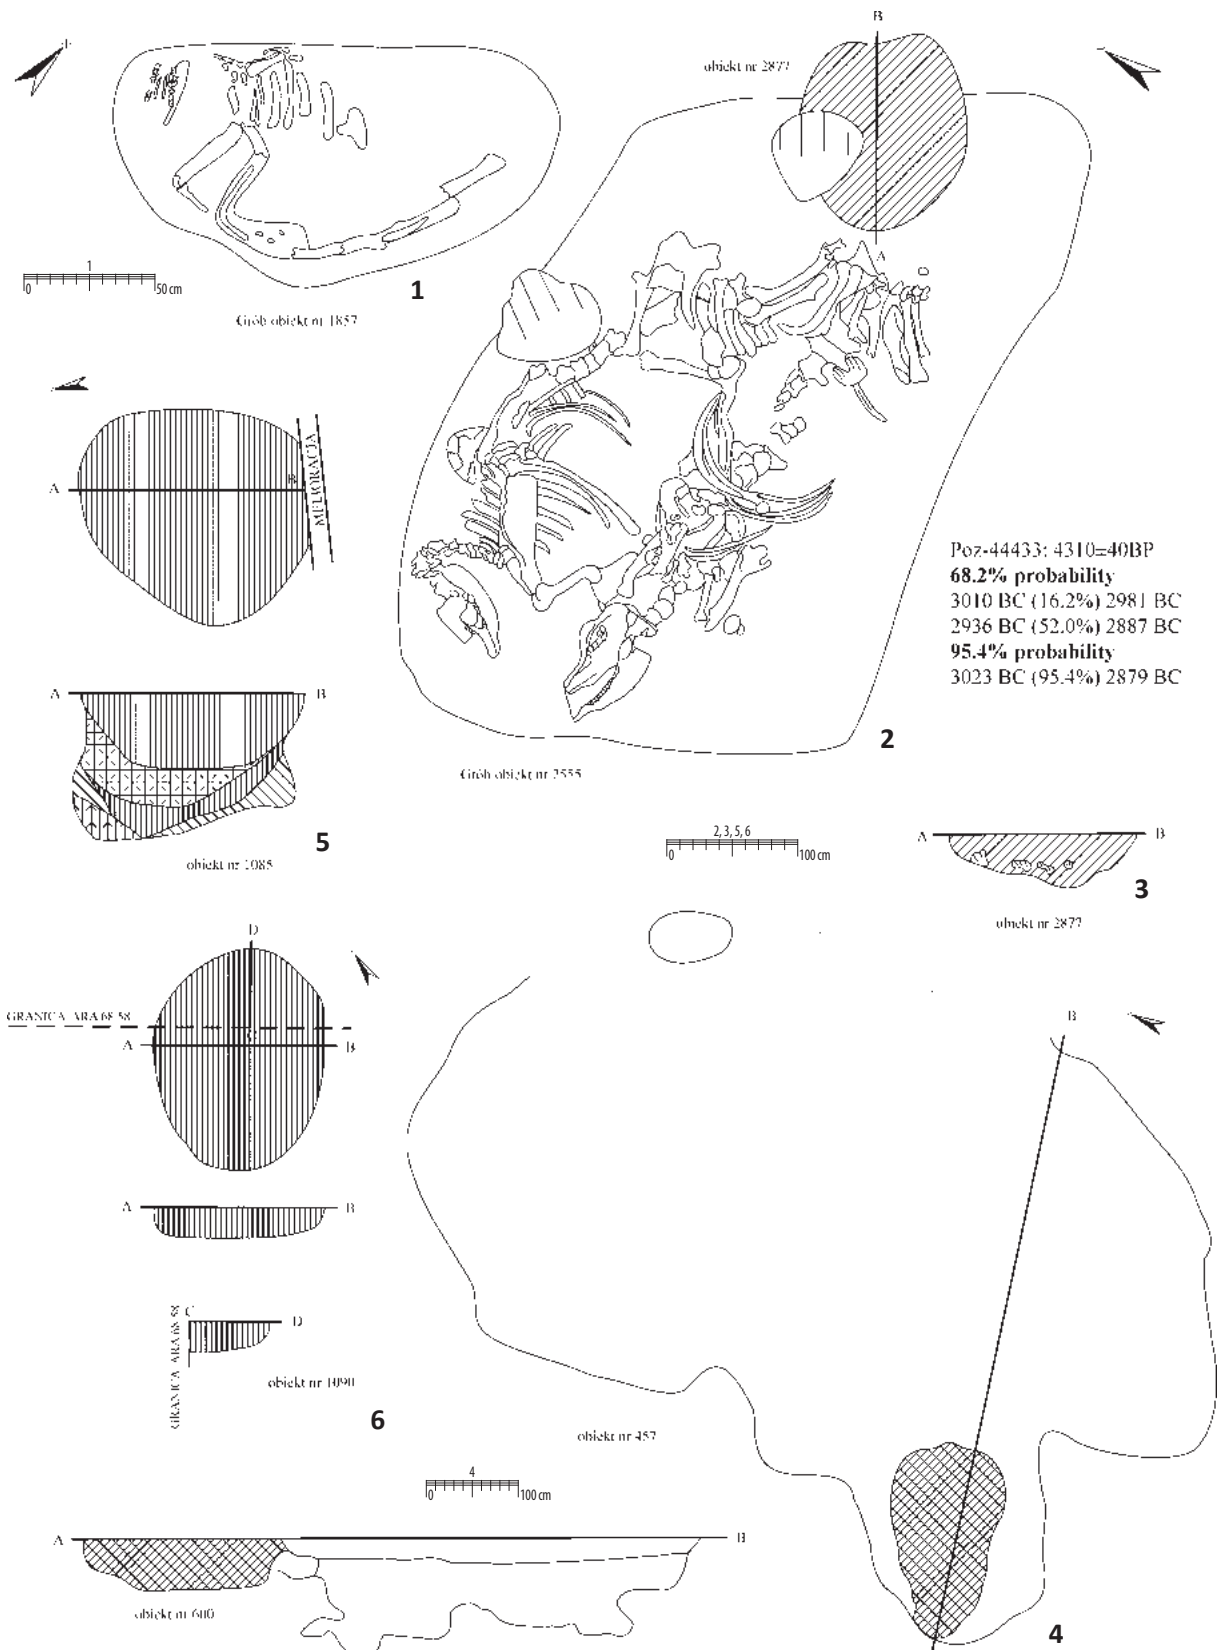 B
obiekt nr 2877
A
1
0 50 cm
1
Grób obiekt nr 1857
A
B
MELIORACJA
Poz-44433: 4310±40BP
68.2% probability
3010 BC (16.2%) 2981 BC
2936 BC (52.0%) 2887 BC
95.4% probability
3023 BC (95.4%) 2879 BC
2
Grób obiekt nr 2555
A
B
5
obiekt nr 1085
2, 3, 5, 6
0 100 cm
A
B
3
obiekt nr 2877
D
GRANICA ARA 68 58
A
B
A
B
GRANICA ARA 68 58
C
D
obiekt nr 1090
6
B
obiekt nr 457
4
0 100 cm
A
B
obiekt nr 600
4